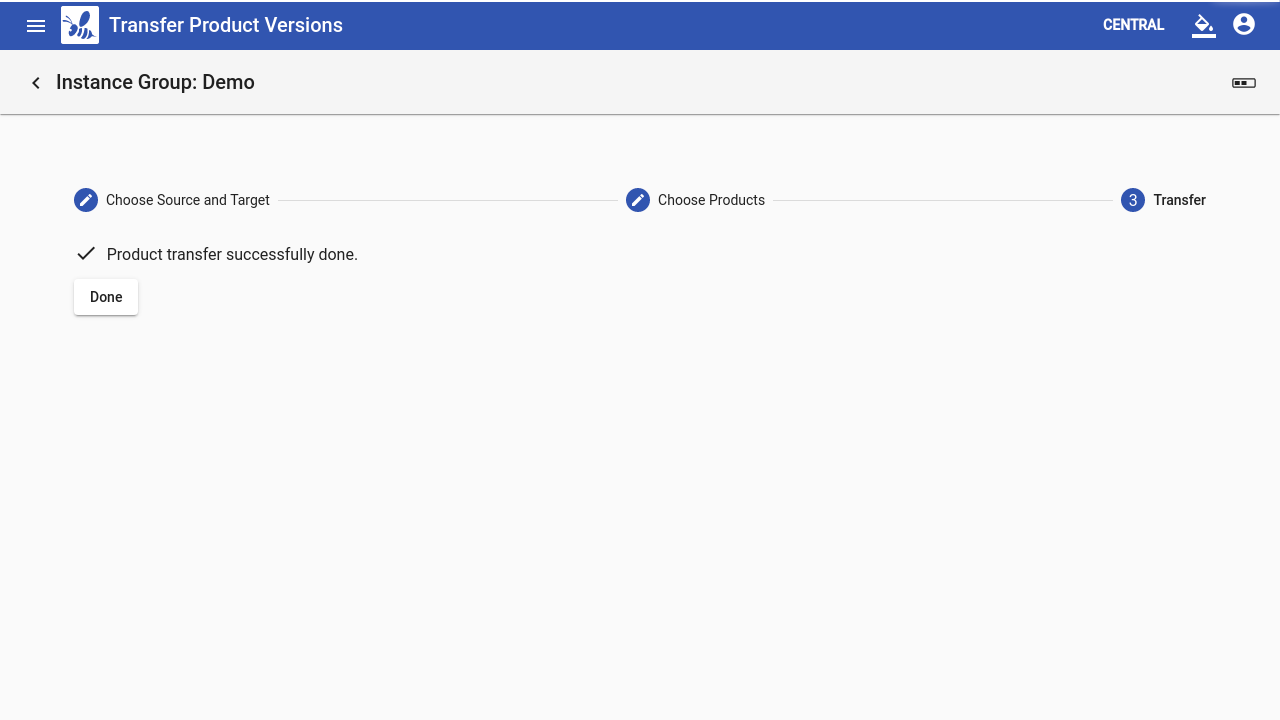 Transfer Product Versions
CENTRAL
Instance Group: Demo
Choose Source and Target
Choose Products
3 Transfer
Product transfer successfully done.
Done